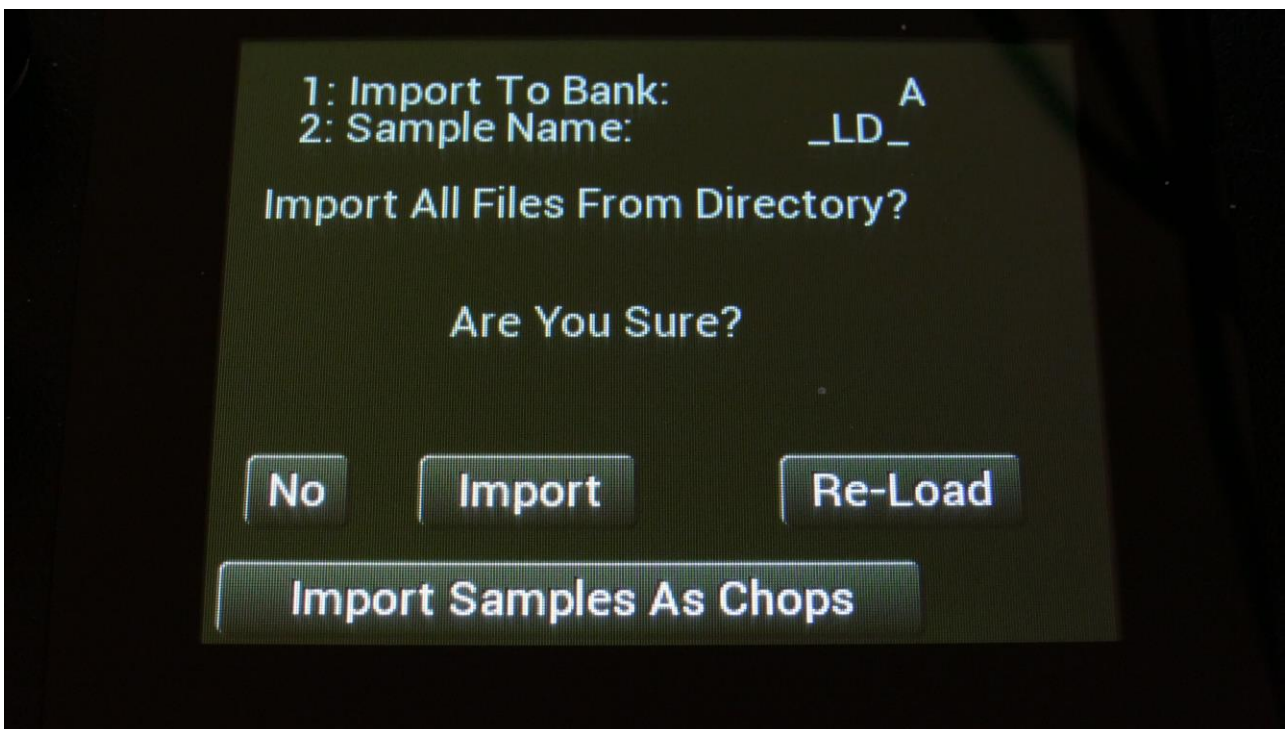 1: Import To Bank: A
2: Sample Name: _LD_
Import All Files From Directory?
Are You Sure?
No Import Re-Load
Import Samples As Chops